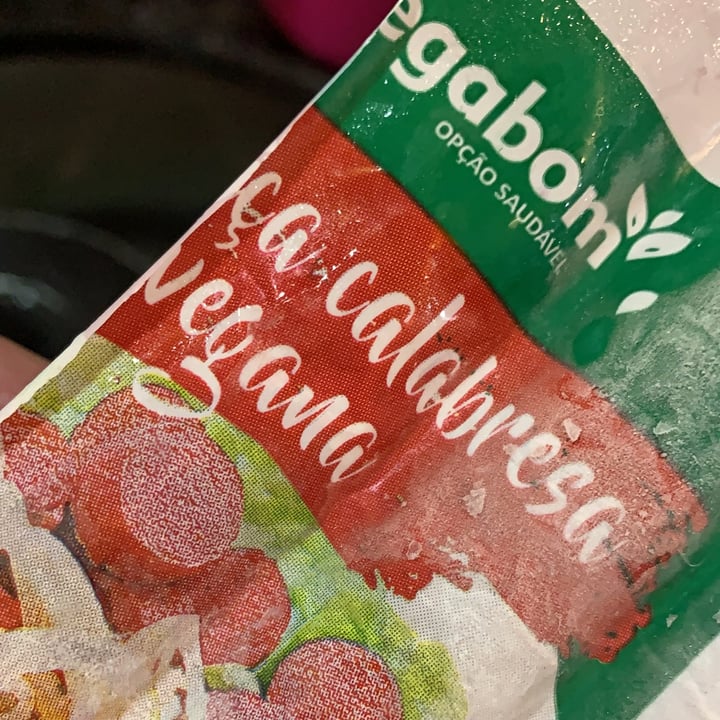 egabom
OPÇÃO SAUDÁVEL
ça calabresa
vegana